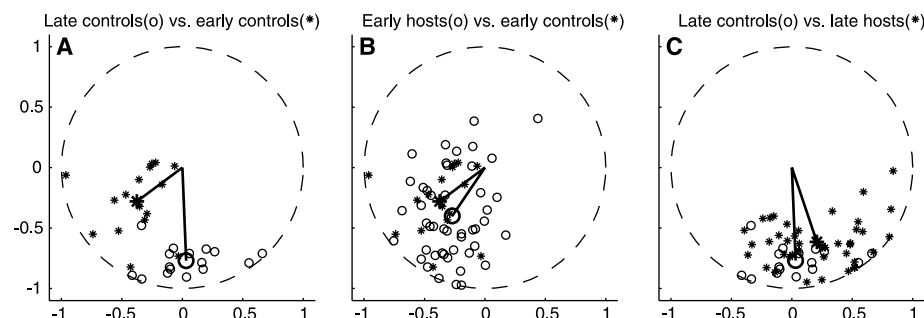 Late controls(o) vs. early controls(*)
Early hosts(o) vs. early controls(*)
Late controls(o) vs. late hosts(*)
A
B
C
1
0.5
0
-0.5
-1
-1 -0.5 0 0.5 1
-1 -0.5 0 0.5 1
-1 -0.5 0 0.5 1